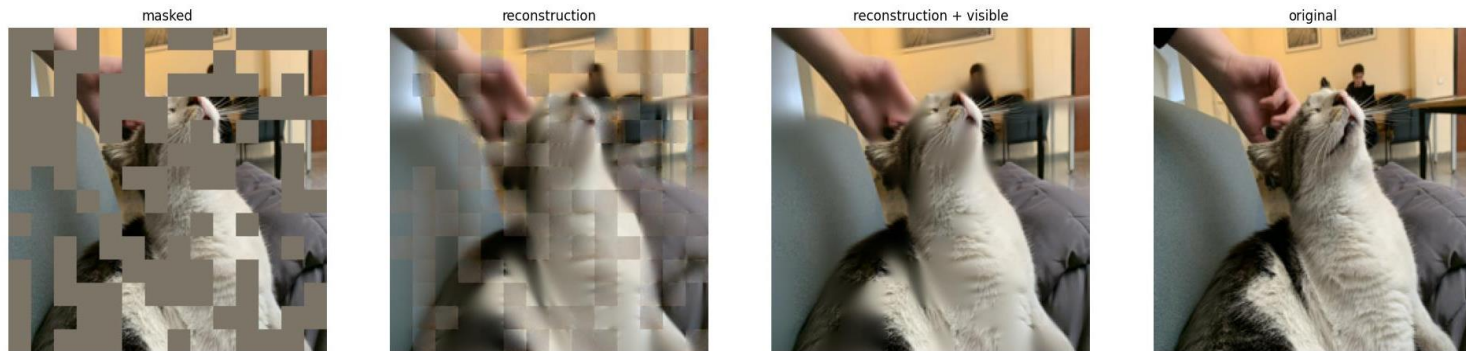 masked
reconstruction
reconstruction + visible
original